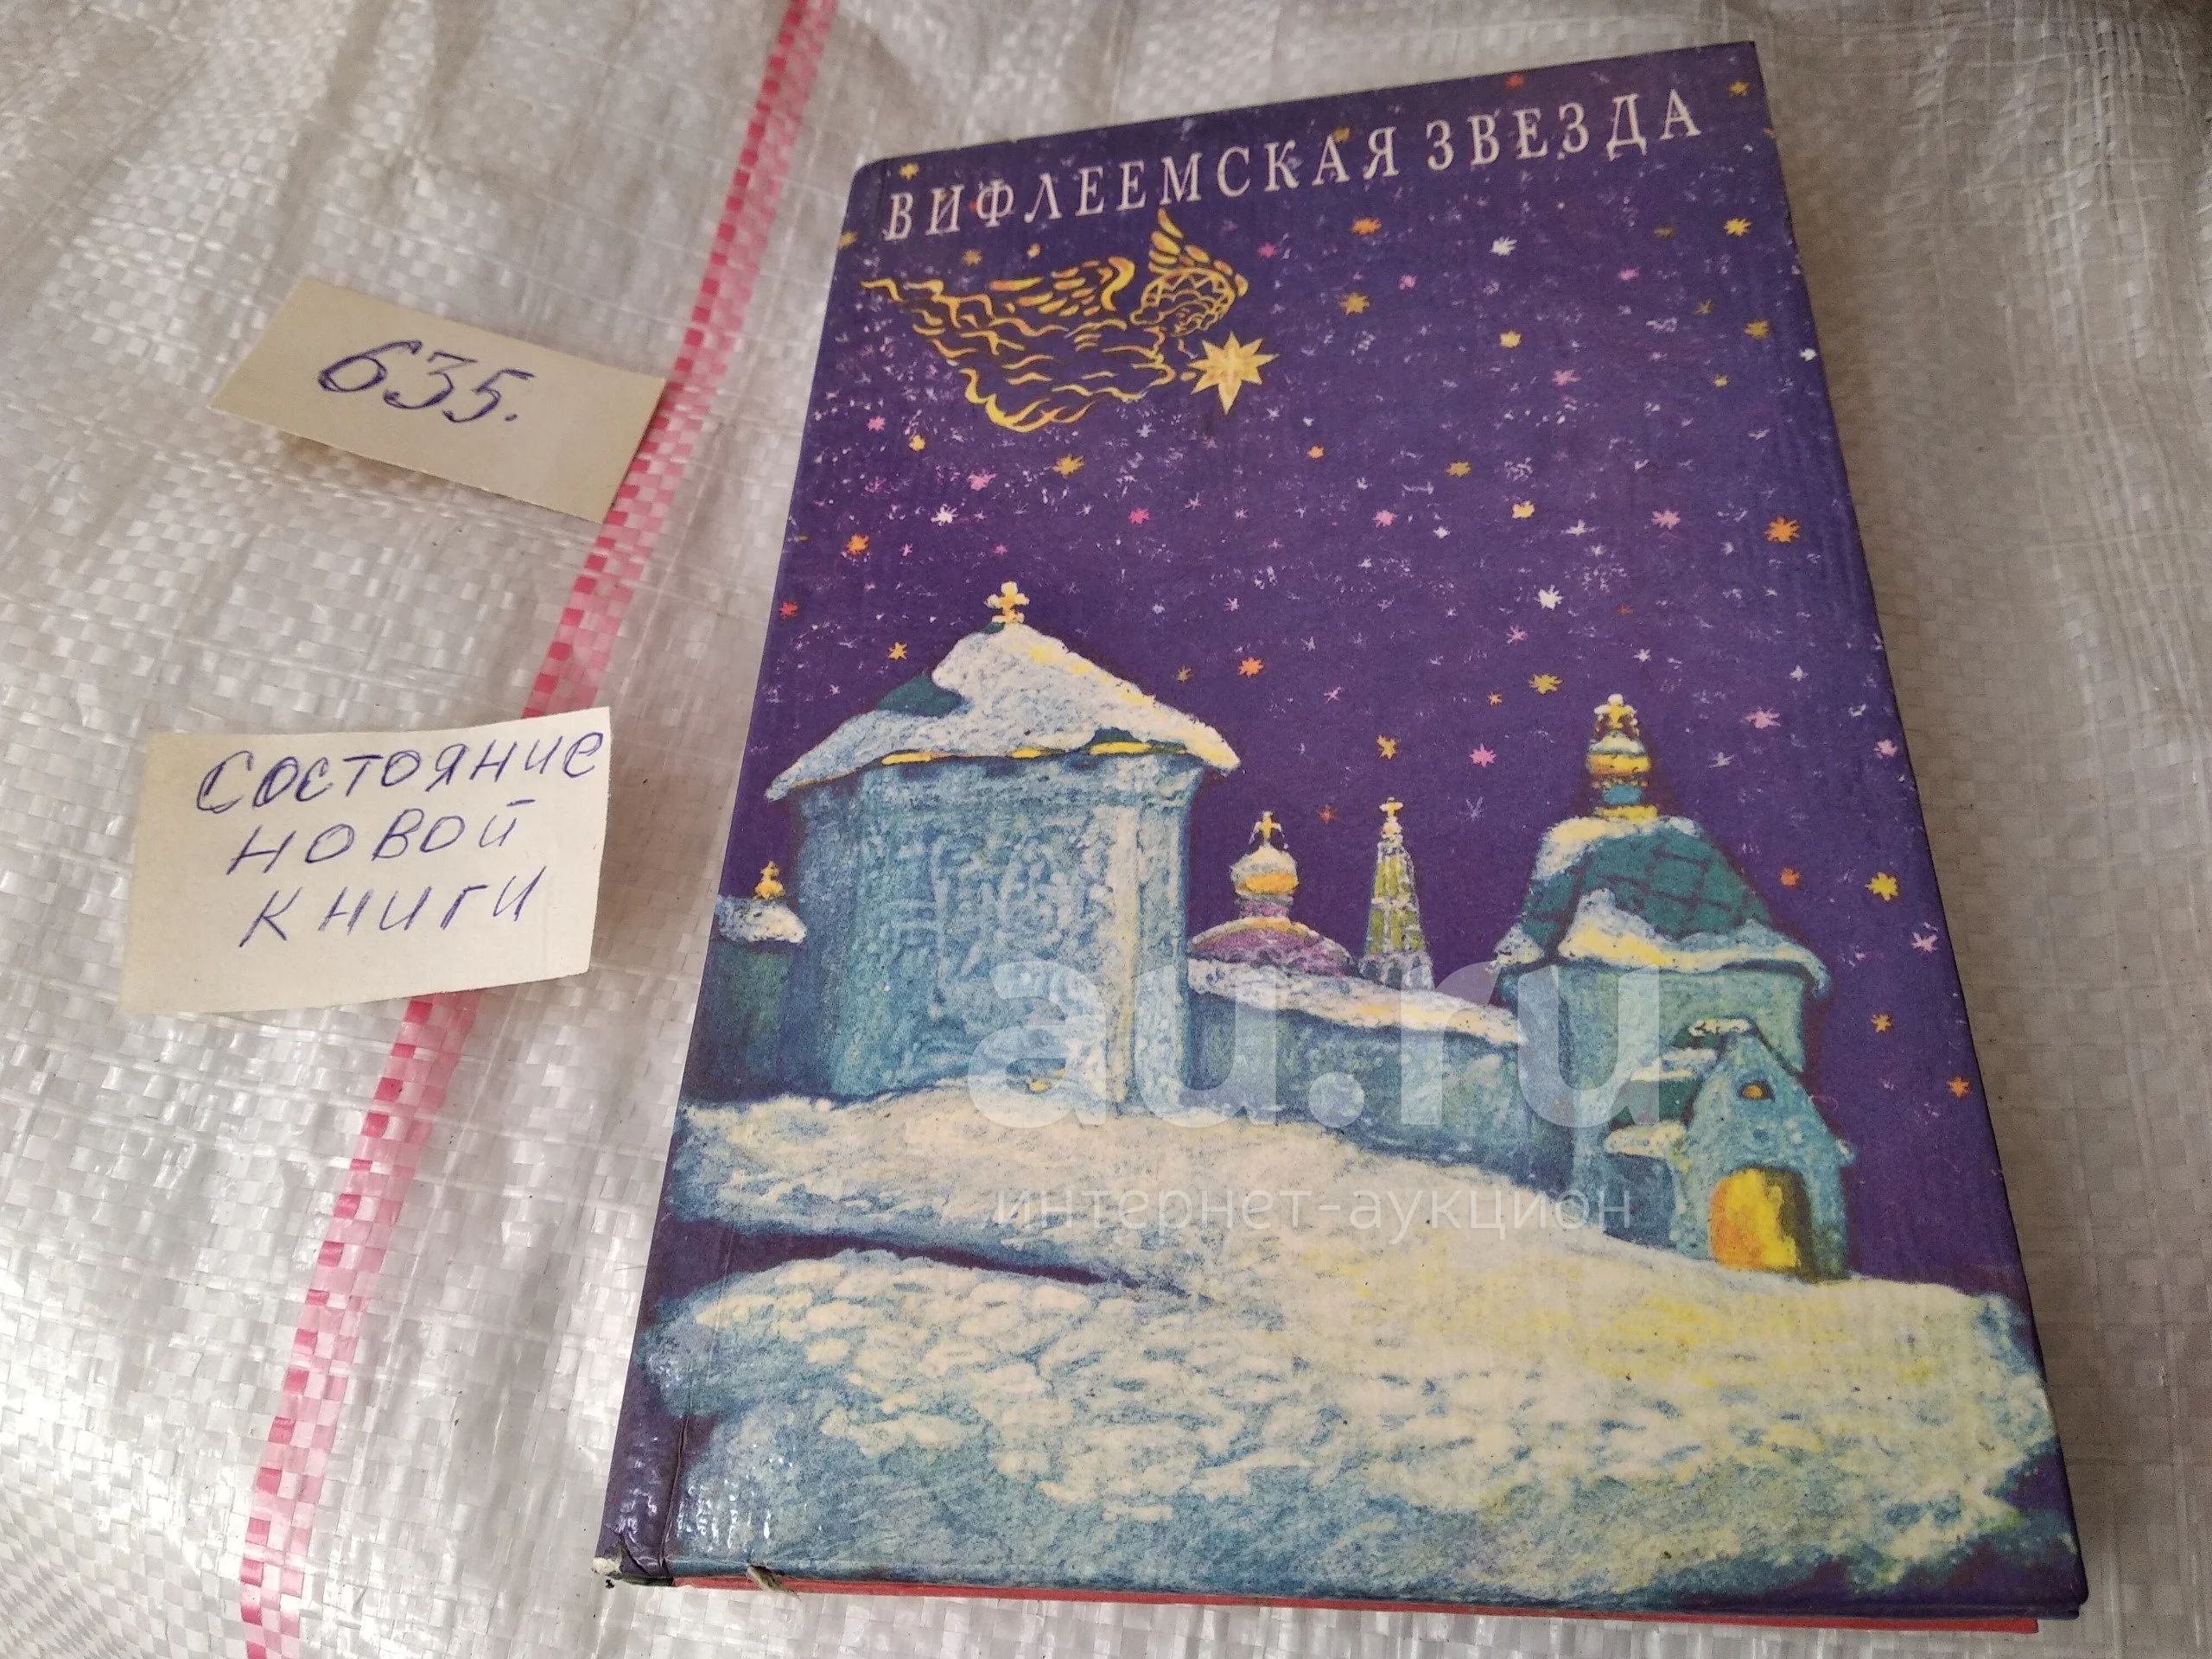 ВИФЛЕЕМСКАЯ ЗВЕЗДА
635.
Состояние
новой
книги
au.ru
интернет-аукцион